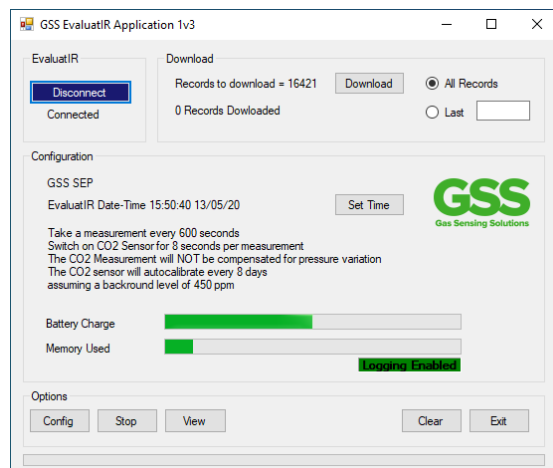 GSS EvaluatIR Application 1v3
EvaluatIR
Disconnect
Connected
Download
Records to download = 16421
Download
All Records
0 Records Dowloaded
Last
Configuration
GSS SEP
EvaluatIR Date-Time 15:50:40 13/05/20
Set Time
GSS
Gas Sensing Solutions
Take a measurement every 600 seconds
Switch on CO2 Sensor for 8 seconds per measurement
The CO2 Measurement will NOT be compensated for pressure variation
The CO2 sensor will autocalibrate every 8 days
assuming a backround level of 450 ppm
Battery Charge
Memory Used
Logging Enabled
Options
Config
Stop
View
Clear
Exit